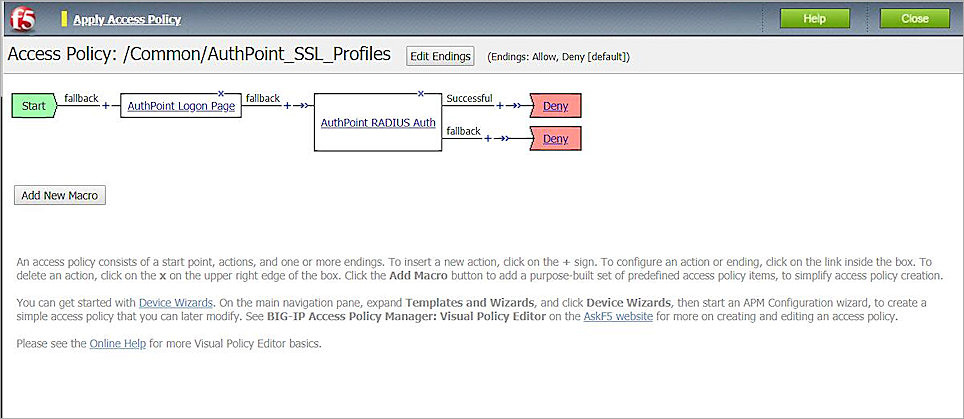 f5 Apply Access Policy Help Close
Access Policy: /Common/AuthPoint_SSL_Profiles Edit Endings (Endings: Allow, Deny [default])
Start fallback + AuthPoint Logon Page x fallback + AuthPoint RADIUS Auth x Successful + Deny
fallback + Deny
Add New Macro
An access policy consists of a start point, actions, and one or more endings. To insert a new action, click on the + sign. To configure an action or ending, click on the link inside the box. To
delete an action, click on the x on the upper right edge of the box. Click the Add Macro button to add a purpose-built set of predefined access policy items, to simplify access policy creation.
You can get started with Device Wizards. On the main navigation pane, expand Templates and Wizards, and click Device Wizards, then start an APM Configuration wizard, to create a
simple access policy that you can later modify. See BIG-IP Access Policy Manager: Visual Policy Editor on the AskF5 website for more on creating and editing an access policy.
Please see the Online Help for more Visual Policy Editor basics.